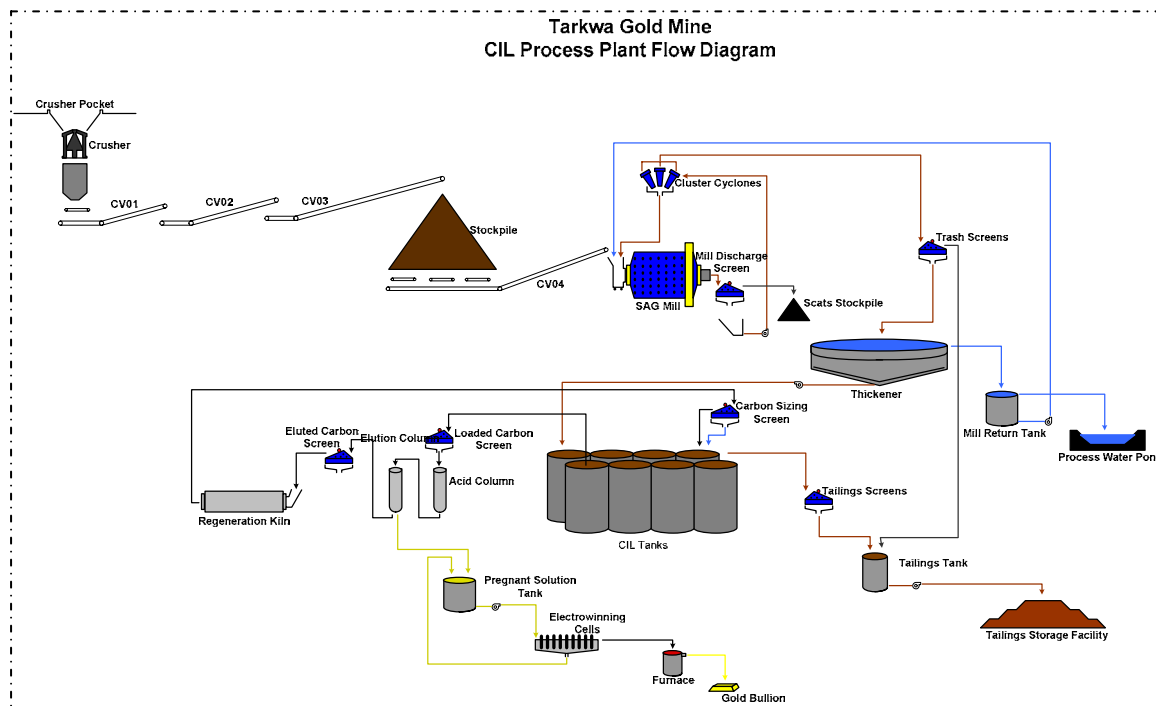 Tarkwa Gold Mine
CIL Process Plant Flow Diagram
Crusher Pocket
Crusher
CV01
CV02
CV03
Stockpile
CV04
Cluster Cyclones
Mill Discharge
Screen
SAG Mill
Scats Stockpile
Trash Screens
Thickener
Mill Return Tank
Process Water Pon
Carbon Sizing
Screen
Eluted Carbon
Screen
Elution Column
Loaded Carbon
Screen
Acid Column
Regeneration Kiln
CIL Tanks
Tailings Screens
Tailings Tank
Tailings Storage Facility
Pregnant Solution
Tank
Electrowinning
Cells
Furnace
Gold Bullion